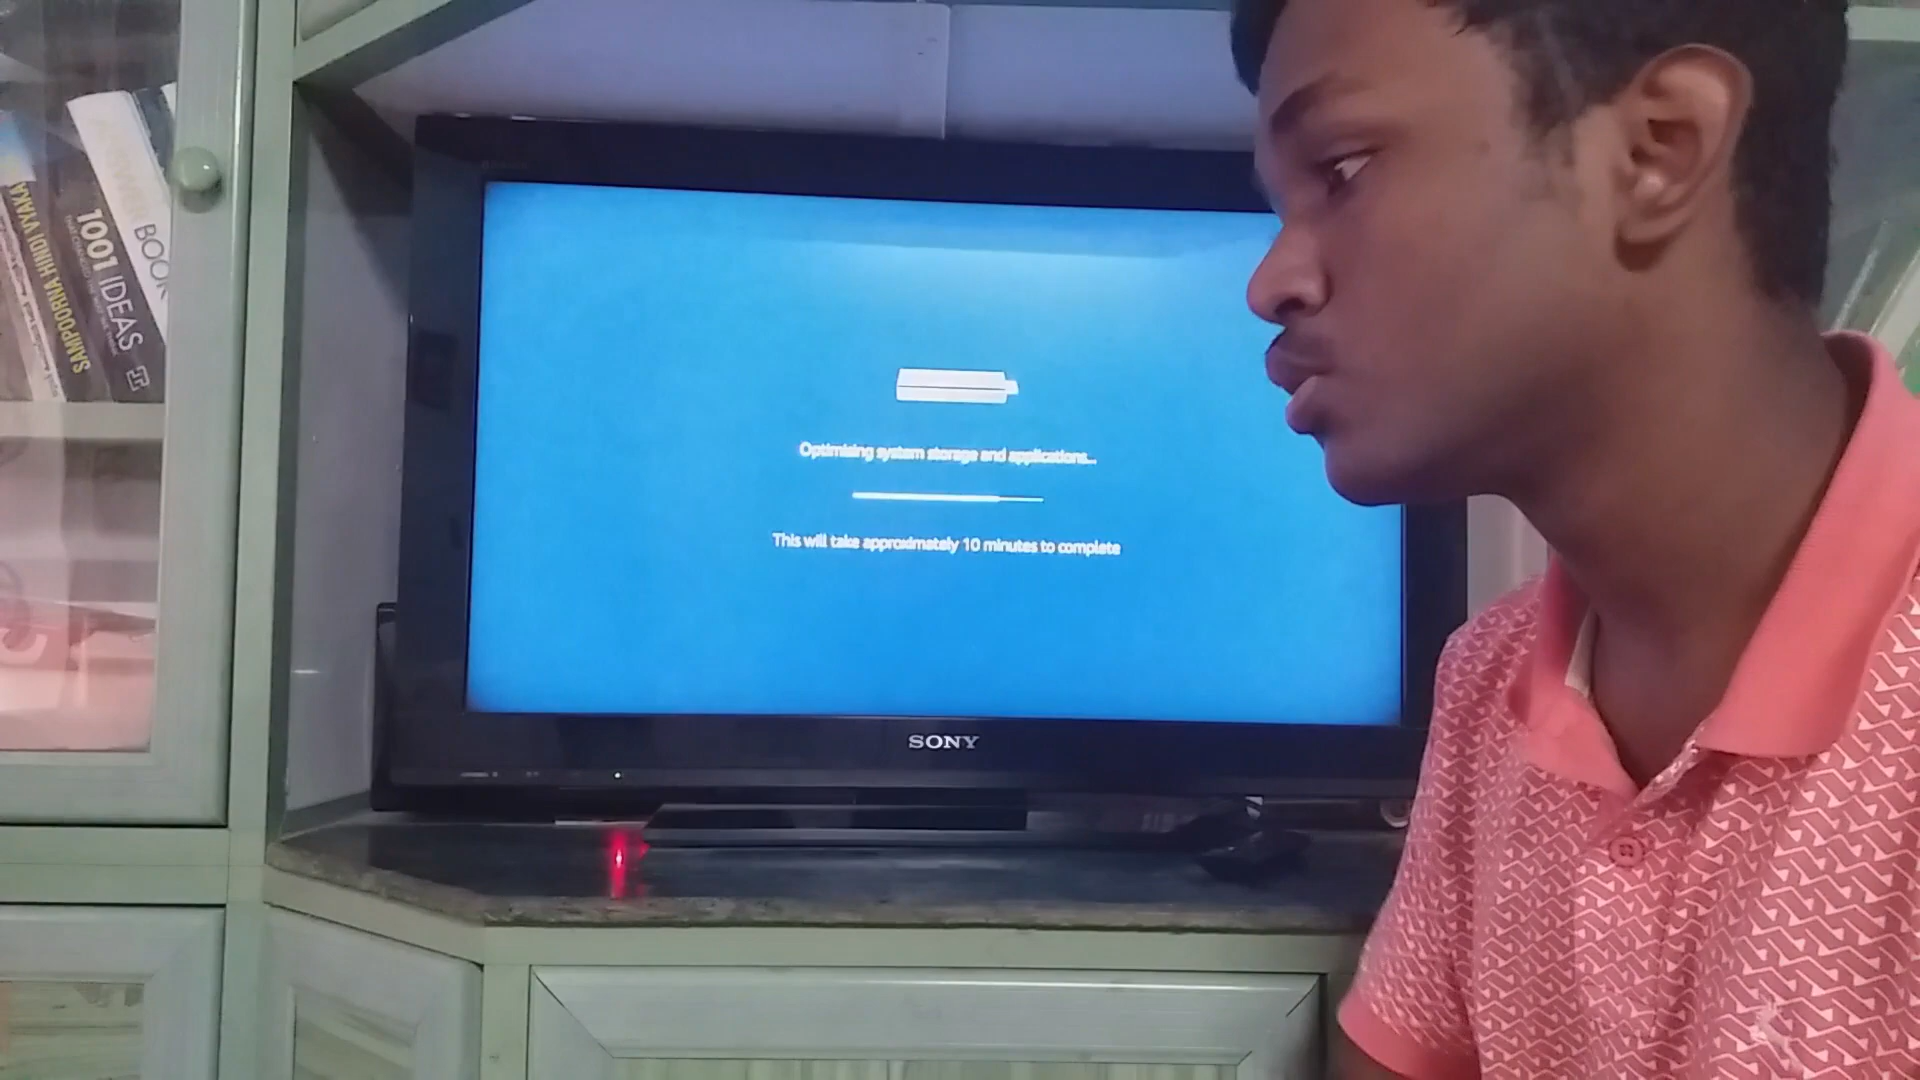 BOOK
1001 IDEAS
SAMPOORNA HINDI VYAKA
Optimising system storage and applications...
This will take approximately 10 minutes to complete
SONY